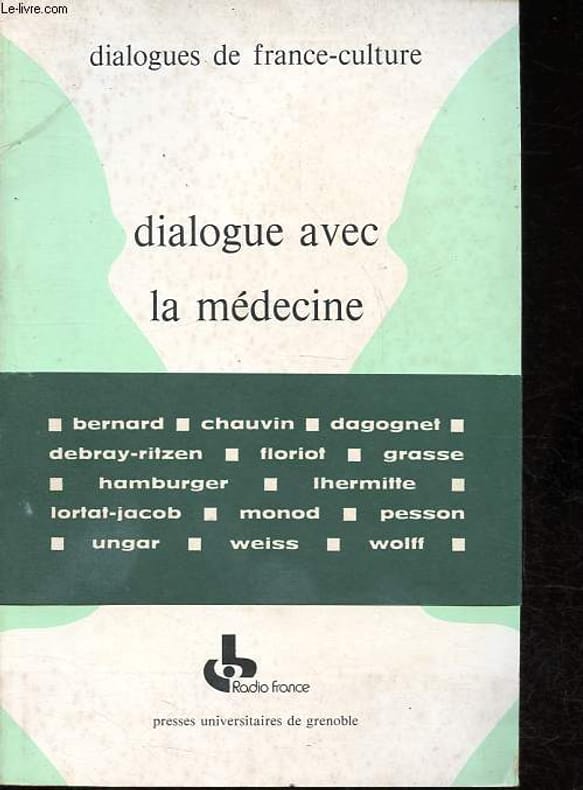 Le-livre.com
dialogues de france-culture
dialogue avec
la médecine
■ bernard ■ chauvin ■ dagognet ■
debray-ritzen ■ floriot ■ grasse
■ hamburger ■ lhermitte ■
lortat-jacob ■ monod ■ pesson
■ ungar ■ weiss ■ wolff ■
Radio france
presses universitaires de grenoble